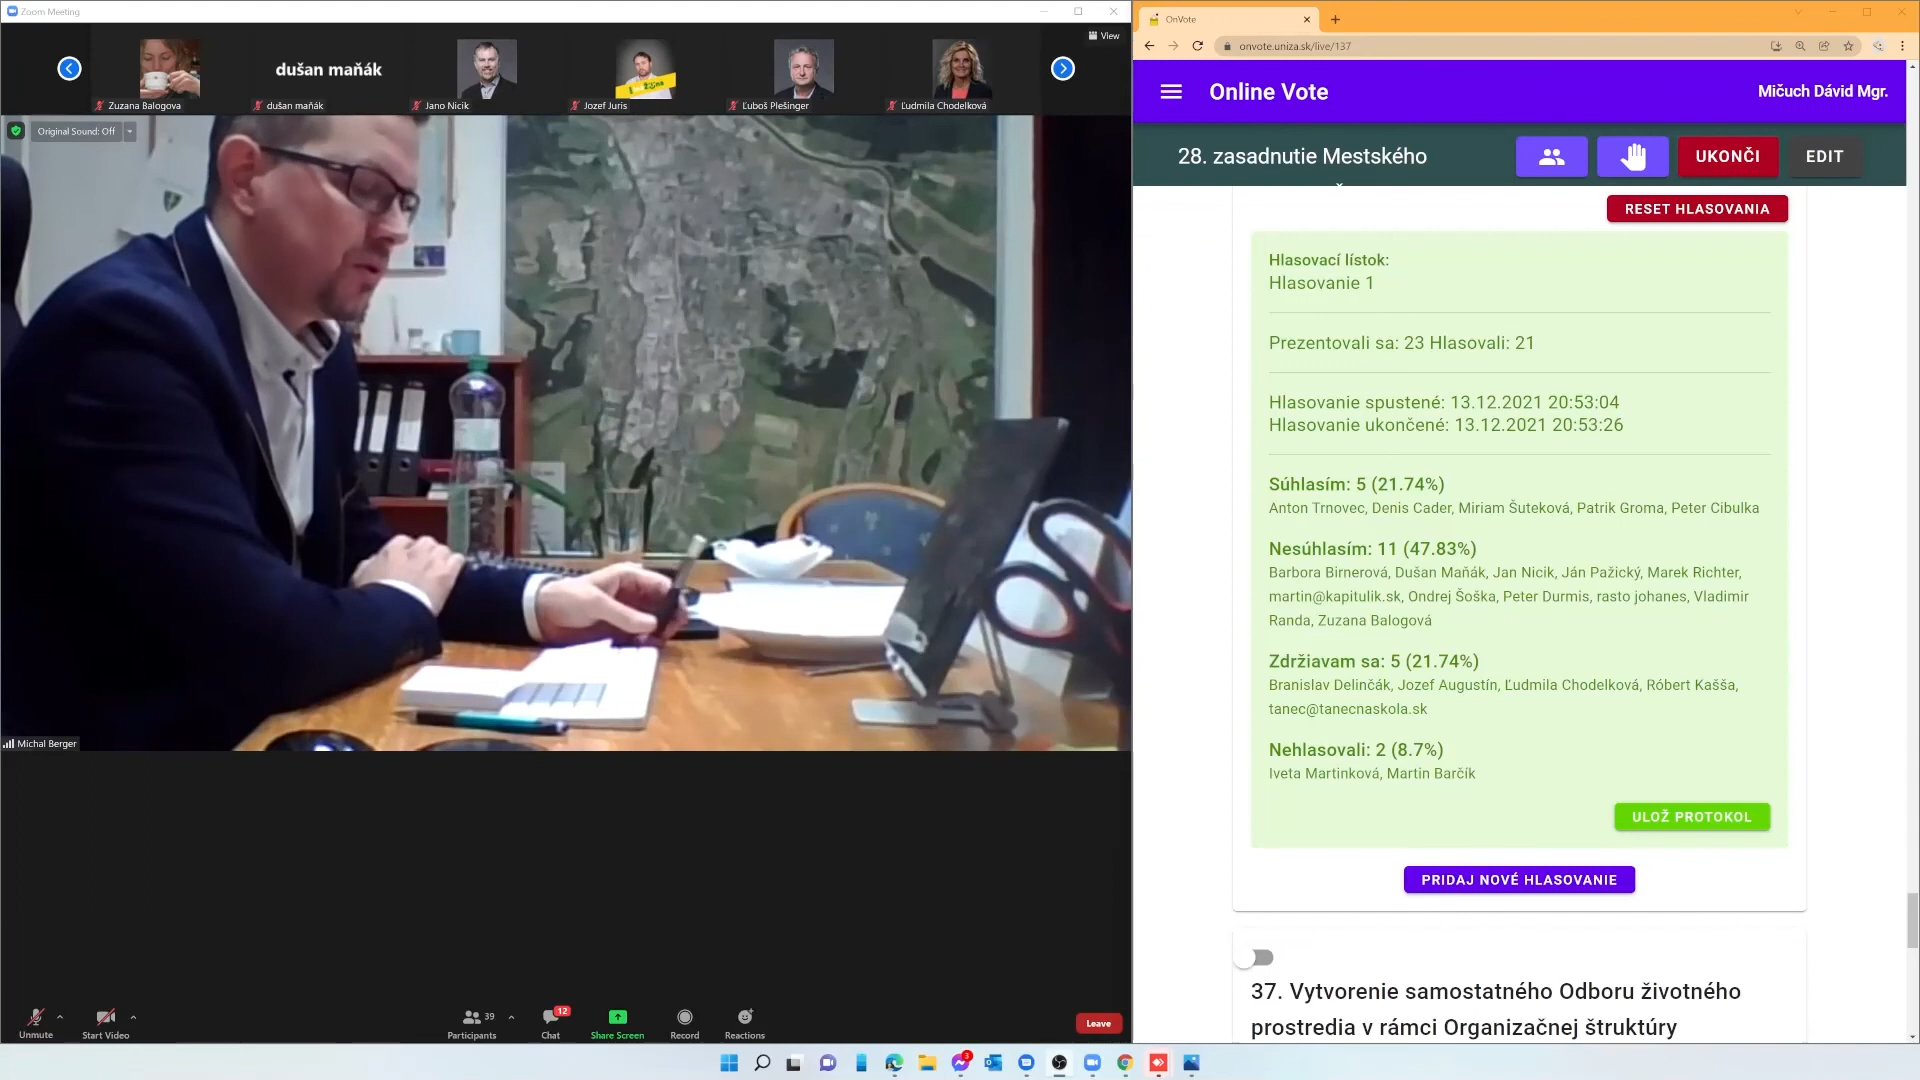 Zoom Meeting
View
dušan maňák
Zuzana Balogova
dušan maňák
Jano Nicik
Jozef Juris
Ľuboš Plešinger
Ľudmila Chodelková
Original Sound: Off
Michal Berger
Unmute
Start Video
39
Participants
12
Chat
Share Screen
Record
Reactions
Leave
OnVote
onvote.uniza.sk/live/137
Online Vote
Mičuch Dávid Mgr.
28. zasadnutie Mestského
UKONČI
EDIT
RESET HLASOVANIA
Hlasovací lístok:
Hlasovanie 1
Prezentovali sa: 23 Hlasovali: 21
Hlasovanie spustené: 13.12.2021 20:53:04
Hlasovanie ukončené: 13.12.2021 20:53:26
Súhlasím: 5 (21.74%)
Anton Trnovec, Denis Cader, Miriam Šuteková, Patrik Groma, Peter Cibulka
Nesúhlasím: 11 (47.83%)
Barbora Birnerová, Dušan Maňák, Jan Nicik, Ján Pažický, Marek Richter,
martin@kapitulik.sk, Ondrej Šoška, Peter Durmis, rasto johanes, Vladimir
Randa, Zuzana Balogová
Zdržiavam sa: 5 (21.74%)
Branislav Delinčák, Jozef Augustín, Ľudmila Chodelková, Róbert Kašša,
tanec@tanecnaskola.sk
Nehlasovali: 2 (8.7%)
Iveta Martinková, Martin Barčík
ULOŽ PROTOKOL
PRIDAJ NOVÉ HLASOVANIE
37. Vytvorenie samostatného Odboru životného
prostredia v rámci Organizačnej štruktúry
3